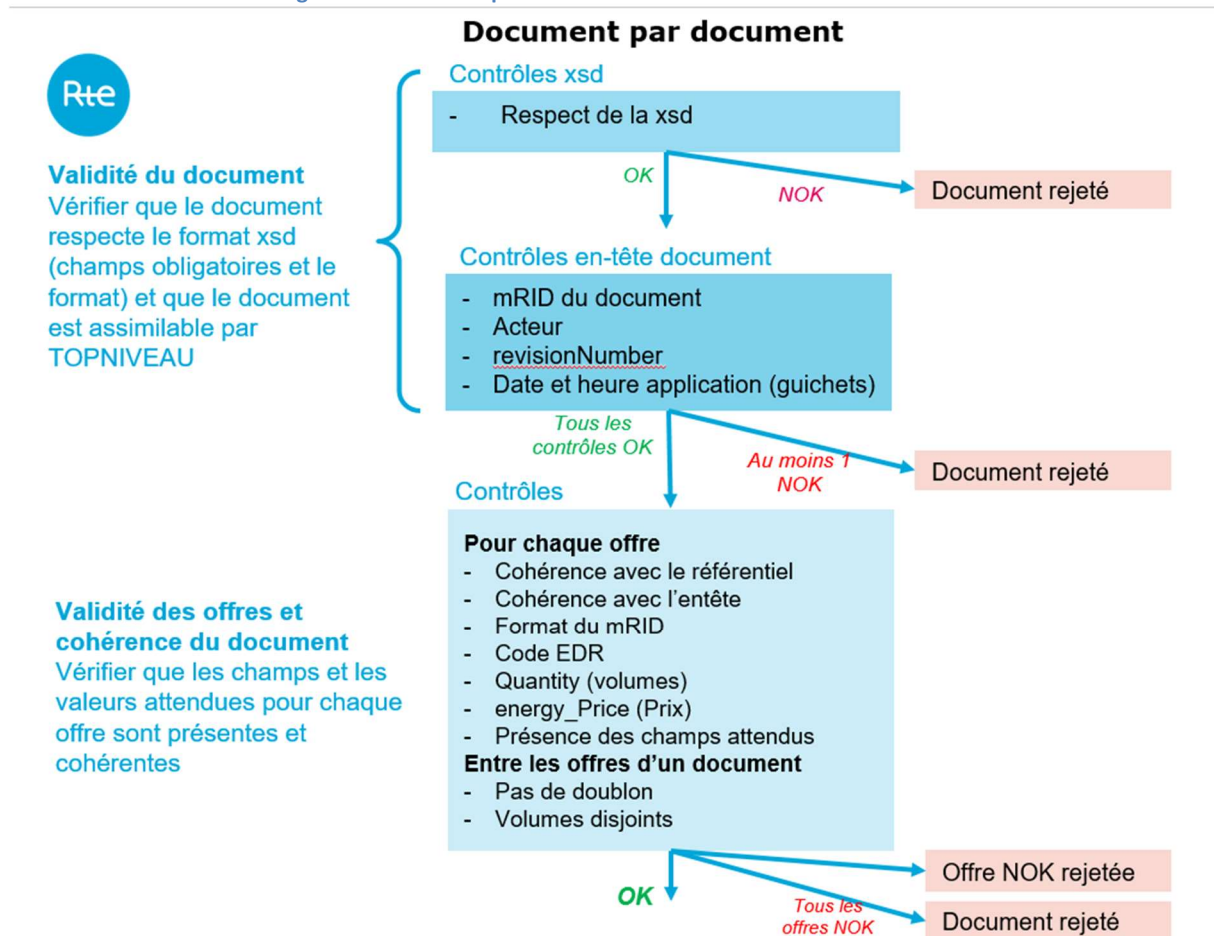 Document par document
Rte
Contrôles xsd
- Respect de la xsd
OK
NOK
Document rejeté
Validité du document
Vérifier que le document
respecte le format xsd
(champs obligatoires et le
format) et que le document
est assimilable par
TOPNIVEAU
Contrôles en-tête document
- mRID du document
- Acteur
- revisionNumber
- Date et heure application (guichets)
Tous les
contrôles OK
Au moins 1
NOK
Document rejeté
Contrôles
Pour chaque offre
- Cohérence avec le référentiel
- Cohérence avec l'entête
- Format du mRID
- Code EDR
- Quantity (volumes)
- energy_Price (Prix)
- Présence des champs attendus
Entre les offres d'un document
- Pas de doublon
- Volumes disjoints
Validité des offres et
cohérence du document
Vérifier que les champs et les
valeurs attendues pour chaque
offre sont présentes et
cohérentes
OK
Offre NOK rejetée
Tous les
offres NOK
Document rejeté